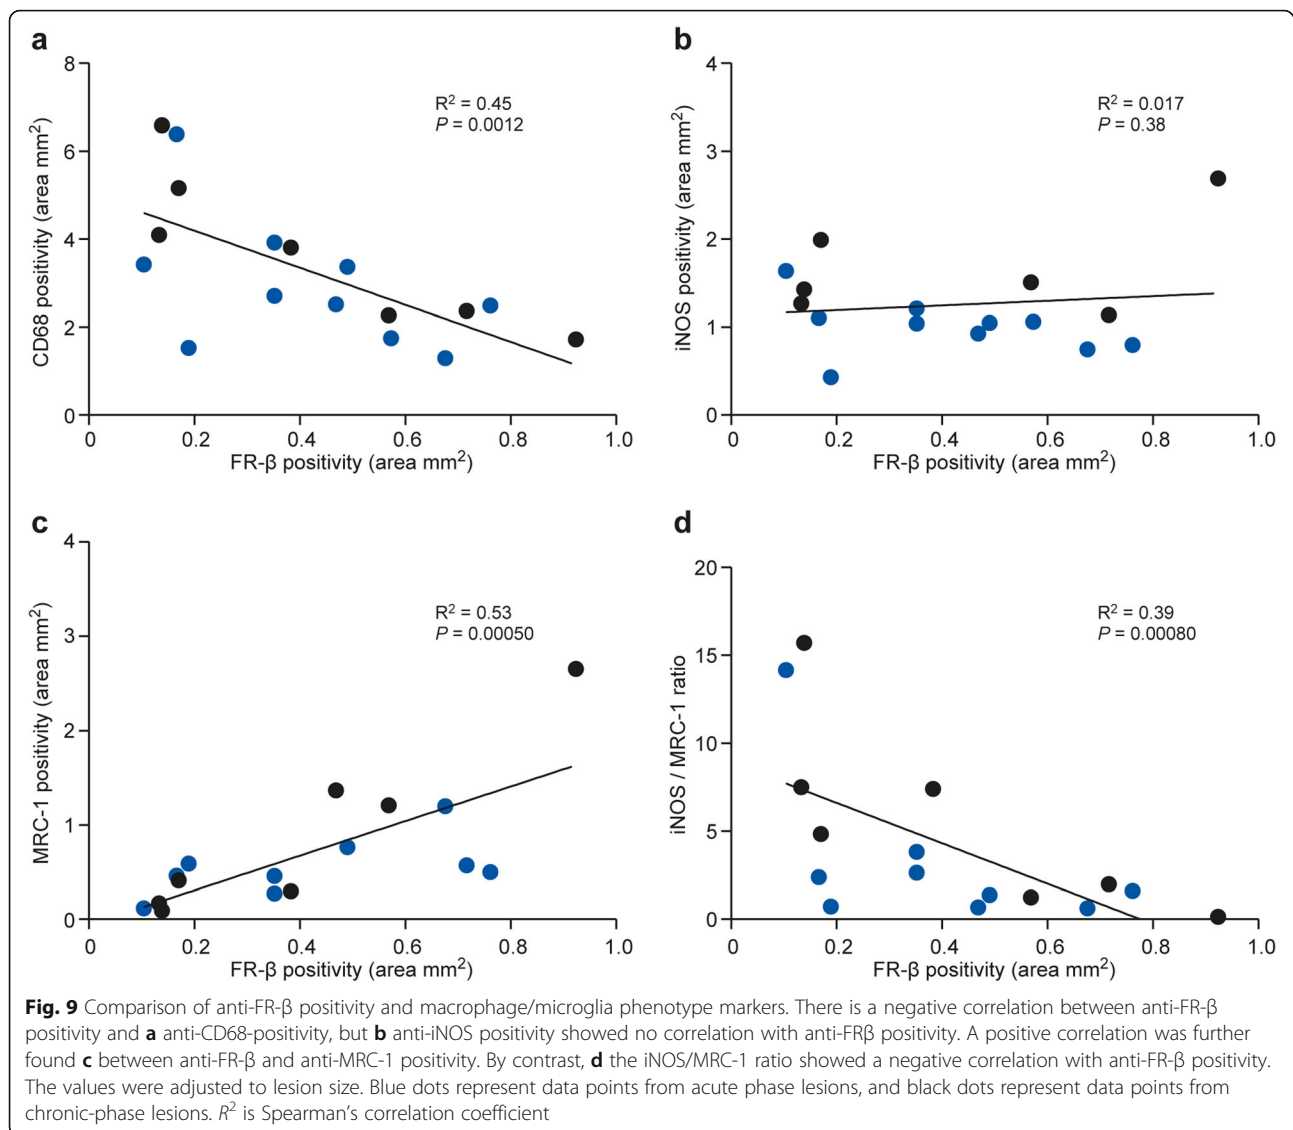 a
CD68 positivity (area mm²)
8
6
4
2
0
R² = 0.45
P = 0.0012
0 0.2 0.4 0.6 0.8 1.0
FR-β positivity (area mm²)
b
iNOS positivity (area mm²)
4
3
2
1
0
R² = 0.017
P = 0.38
0 0.2 0.4 0.6 0.8 1.0
FR-β positivity (area mm²)
c
MRC-1 positivity (area mm²)
4
3
2
1
0
R² = 0.53
P = 0.00050
0 0.2 0.4 0.6 0.8 1.0
FR-β positivity (area mm²)
d
iNOS / MRC-1 ratio
20
15
10
5
0
R² = 0.39
P = 0.00080
0 0.2 0.4 0.6 0.8 1.0
FR-β positivity (area mm²)
Fig. 9 Comparison of anti-FR-β positivity and macrophage/microglia phenotype markers. There is a negative correlation between anti-FR-β
positivity and a anti-CD68-positivity, but b anti-iNOS positivity showed no correlation with anti-FRβ positivity. A positive correlation was further
found c between anti-FR-β and anti-MRC-1 positivity. By contrast, d the iNOS/MRC-1 ratio showed a negative correlation with anti-FR-β positivity.
The values were adjusted to lesion size. Blue dots represent data points from acute phase lesions, and black dots represent data points from
chronic-phase lesions. R² is Spearman's correlation coefficient